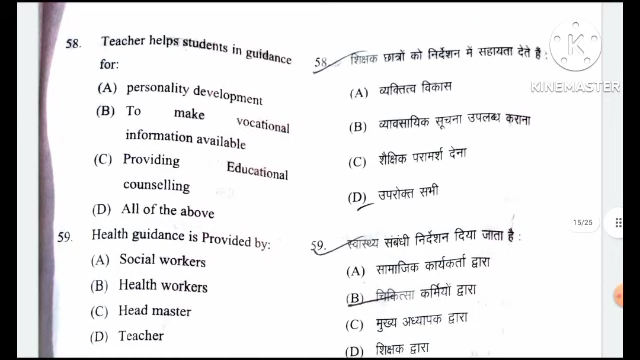 58. Teacher helps students in guidance
for:
(A) personality development
(B) To make vocational
information available
(C) Providing Educational
counselling
(D) All of the above
59. Health guidance is Provided by:
(A) Social workers
(B) Health workers
(C) Head master
(D) Teacher
58. शिक्षक छात्रों को निर्देशन में सहायता देते है :
(A) व्यक्तित्व विकास
(B) व्यावसायिक सूचना उपलब्ध कराना
(C) शैक्षिक परामर्श देना
(D) उपरोक्त सभी
59. स्वास्थ्य संबंधी निर्देशन दिया जाता है :
(A) सामाजिक कार्यकर्ता द्वारा
(B) चिकित्सा कर्मियों द्वारा
(C) मुख्य अध्यापक द्वारा
(D) शिक्षक द्वारा
KINEMASTER
15/25